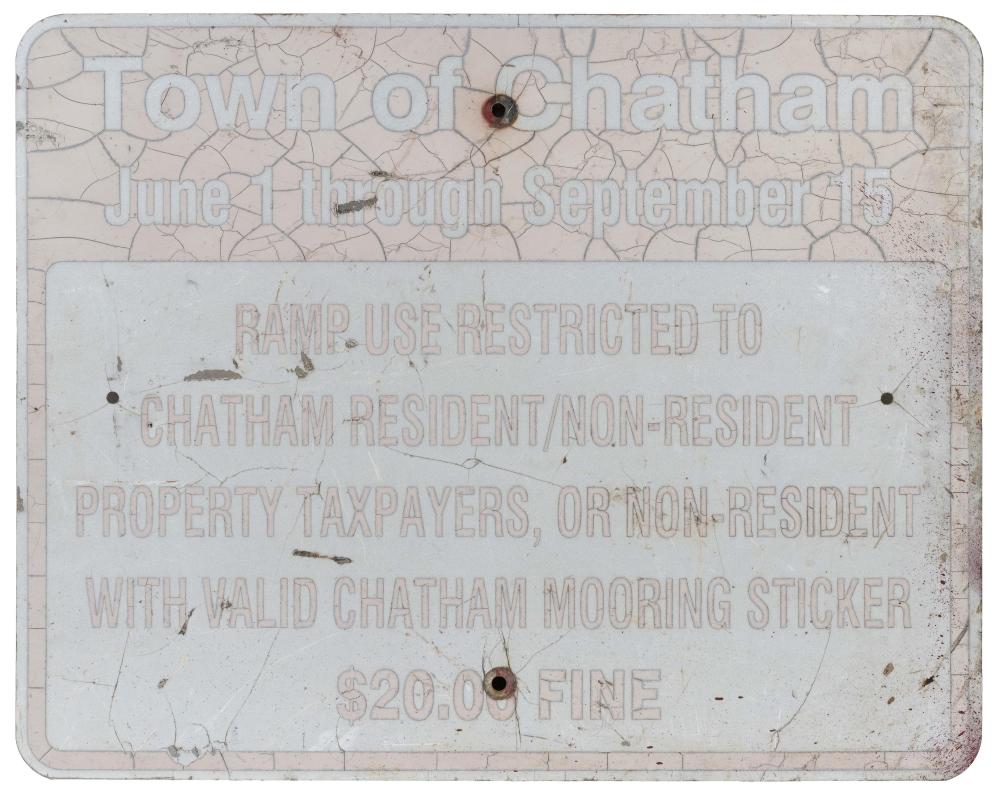 Town of Chatham
June 1 through September 15
RAMP USE RESTRICTED TO
CHATHAM RESIDENT/NON-RESIDENT
PROPERTY TAXPAYERS, OR NON-RESIDENT
WITH VALID CHATHAM MOORING STICKER
$20.00 FINE